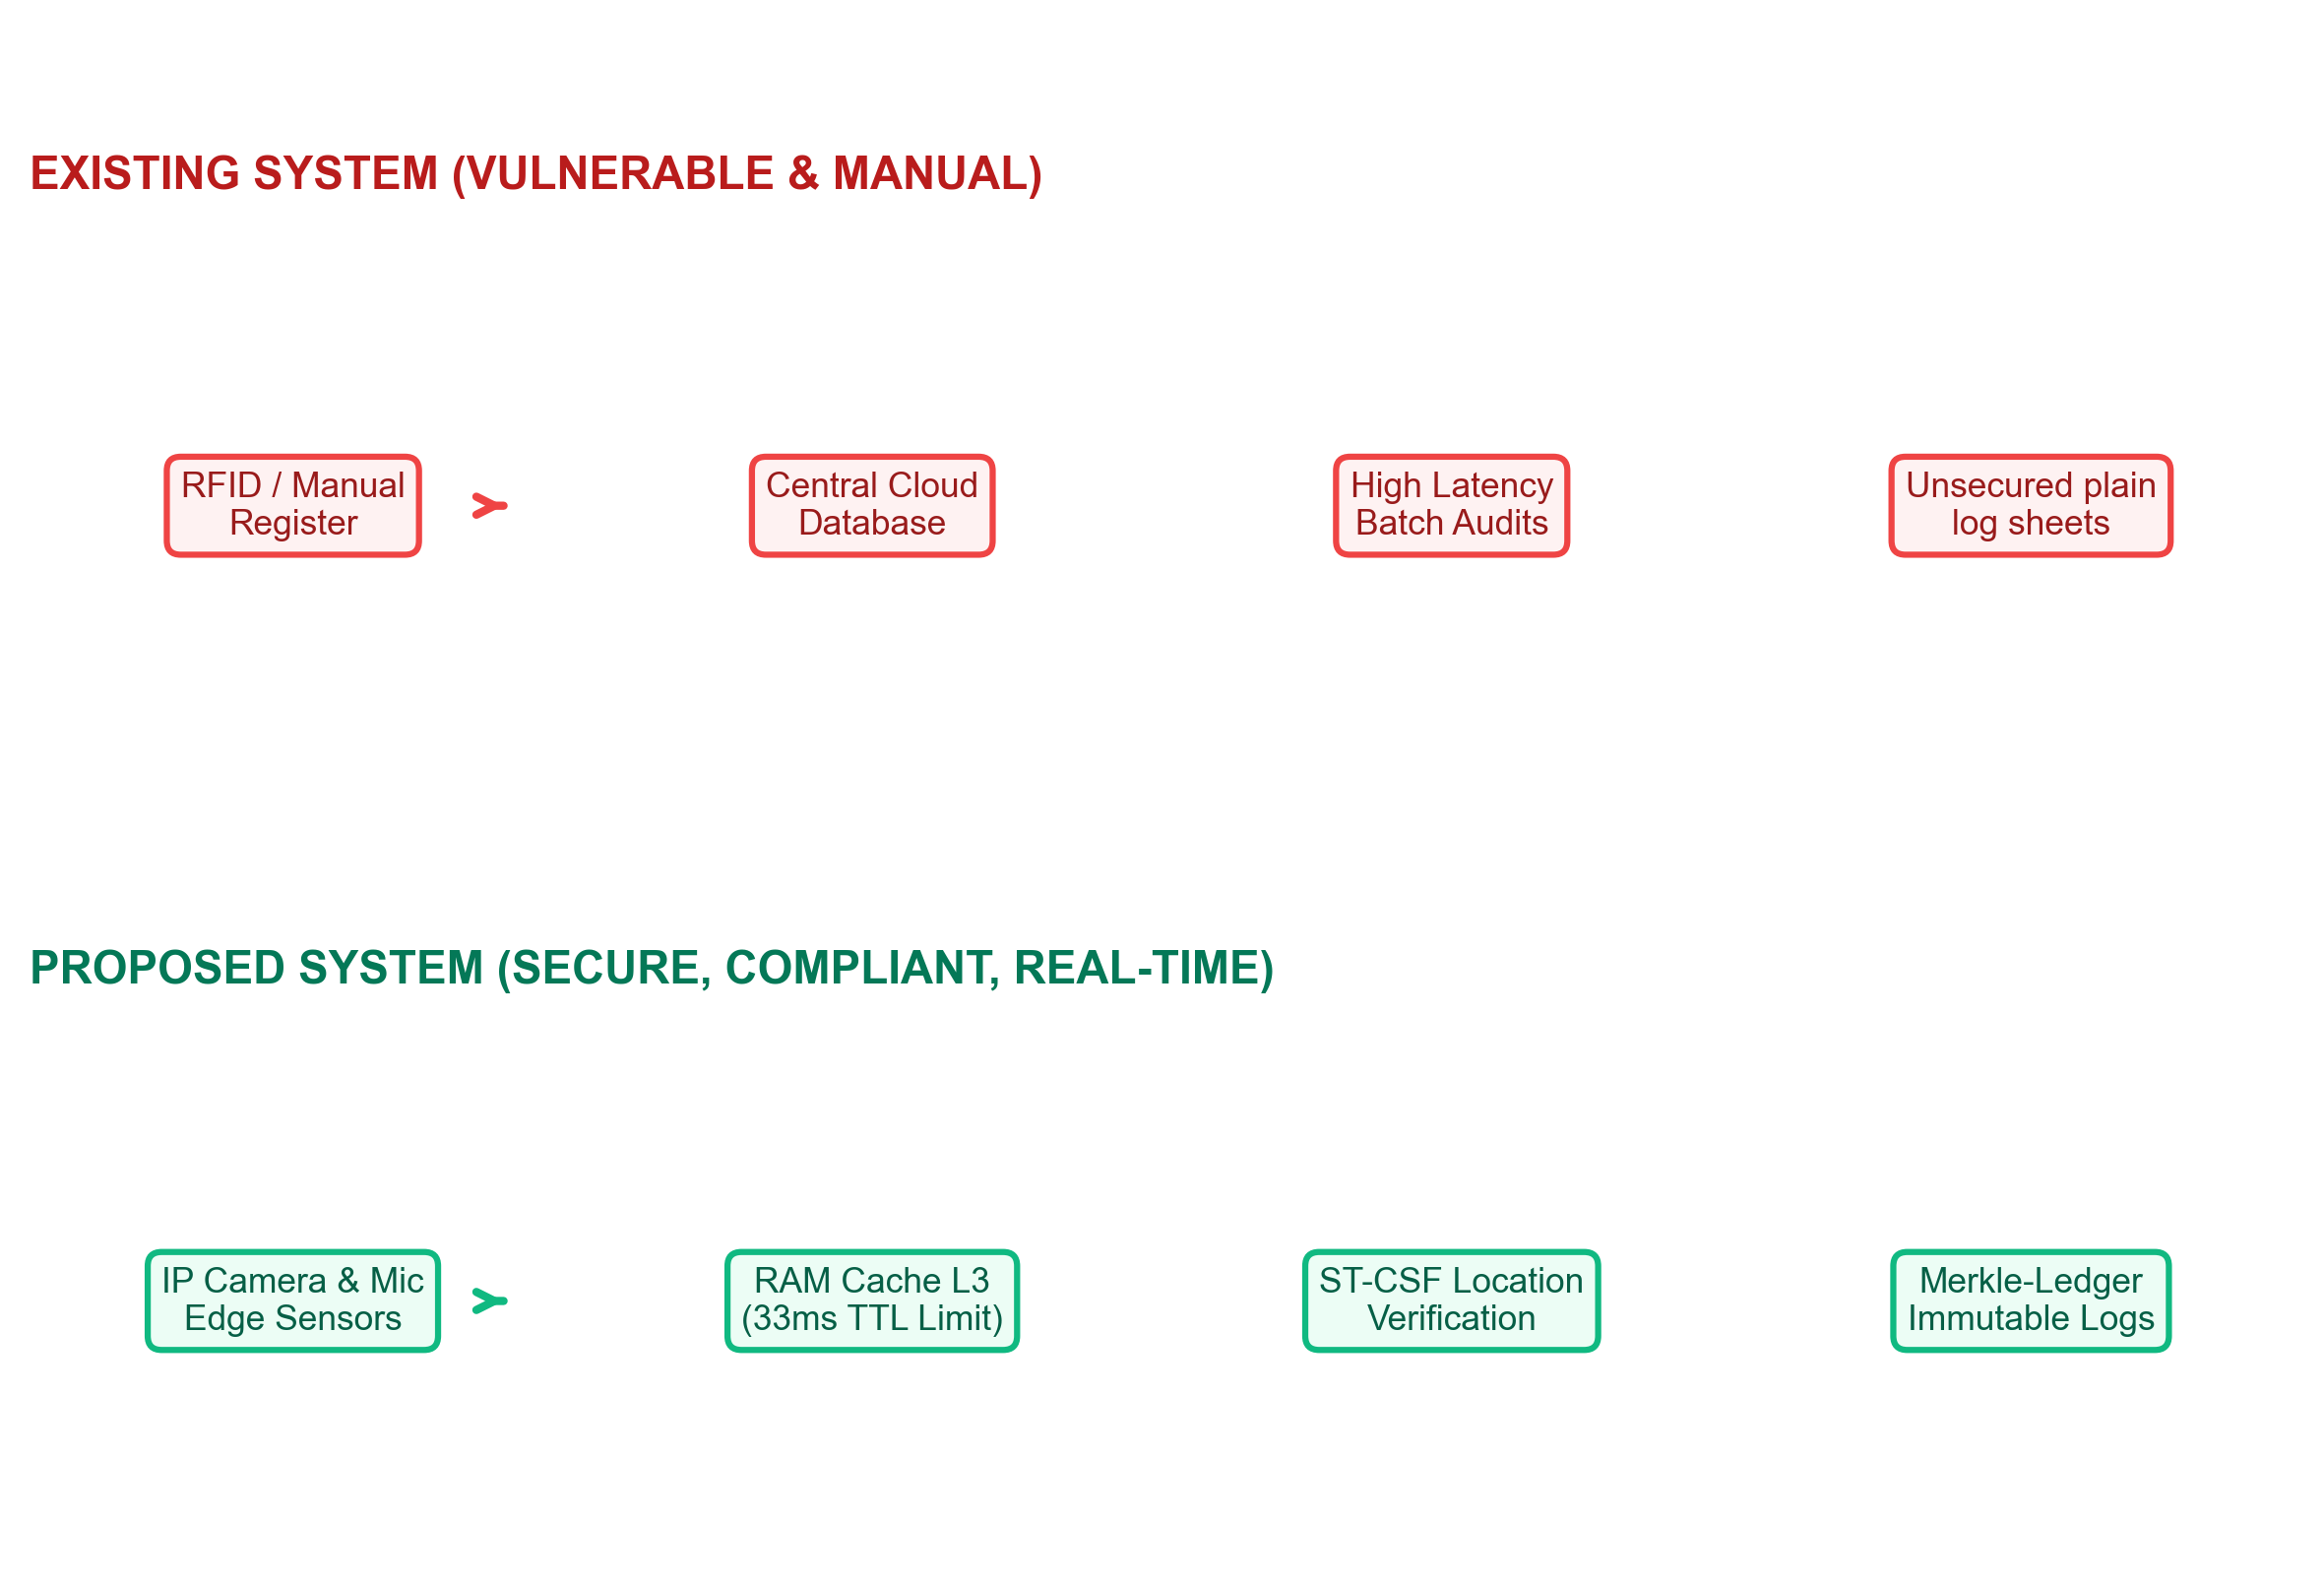 EXISTING SYSTEM (VULNERABLE & MANUAL)
RFID / Manual
Register
Central Cloud
Database
High Latency
Batch Audits
Unsecured plain
log sheets
PROPOSED SYSTEM (SECURE, COMPLIANT, REAL-TIME)
IP Camera & Mic
Edge Sensors
RAM Cache L3
(33ms TTL Limit)
ST-CSF Location
Verification
Merkle-Ledger
Immutable Logs